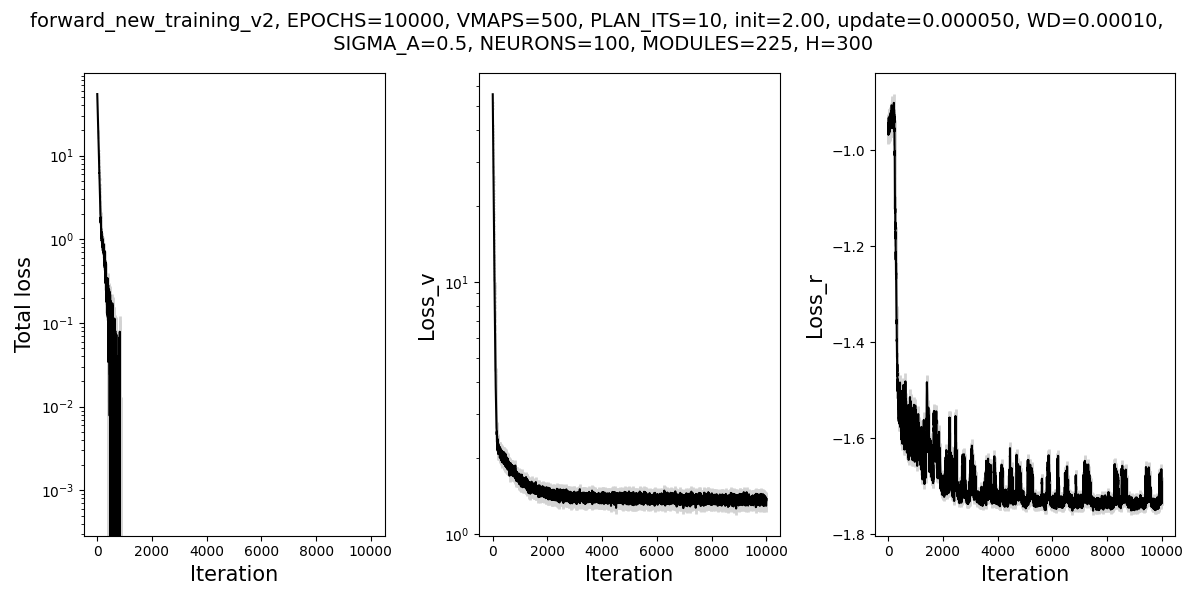 forward_new_training_v2, EPOCHS=10000, VMAPS=500, PLAN_ITS=10, init=2.00, update=0.000050, WD=0.00010,
SIGMA_A=0.5, NEURONS=100, MODULES=225, H=300
Total loss
10¹
10⁰
10⁻¹
10⁻²
10⁻³
0 2000 4000 6000 8000 10000
Iteration
Loss_v
10¹
10⁰
0 2000 4000 6000 8000 10000
Iteration
Loss_r
−1.0
−1.2
−1.4
−1.6
−1.8
0 2000 4000 6000 8000 10000
Iteration